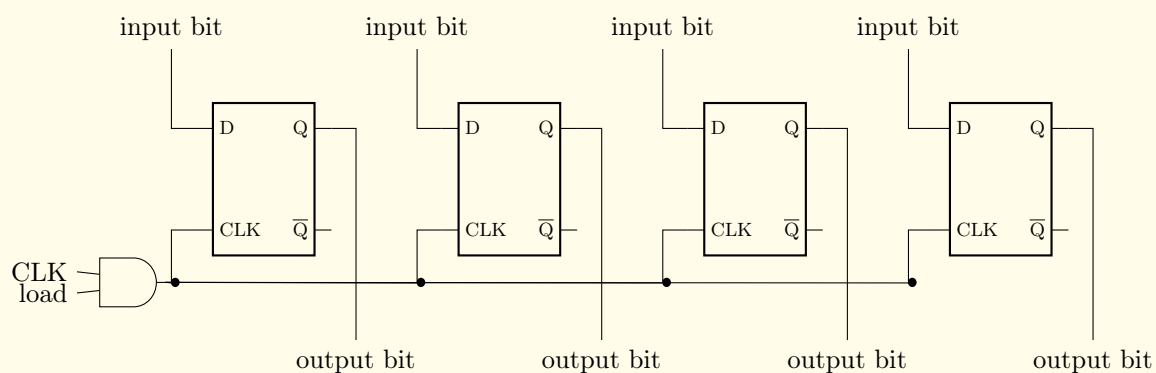 input bit input bit input bit input bit
D Q D Q D Q D Q
CLK Q̅ CLK Q̅ CLK Q̅ CLK Q̅
CLK
load
output bit output bit output bit output bit